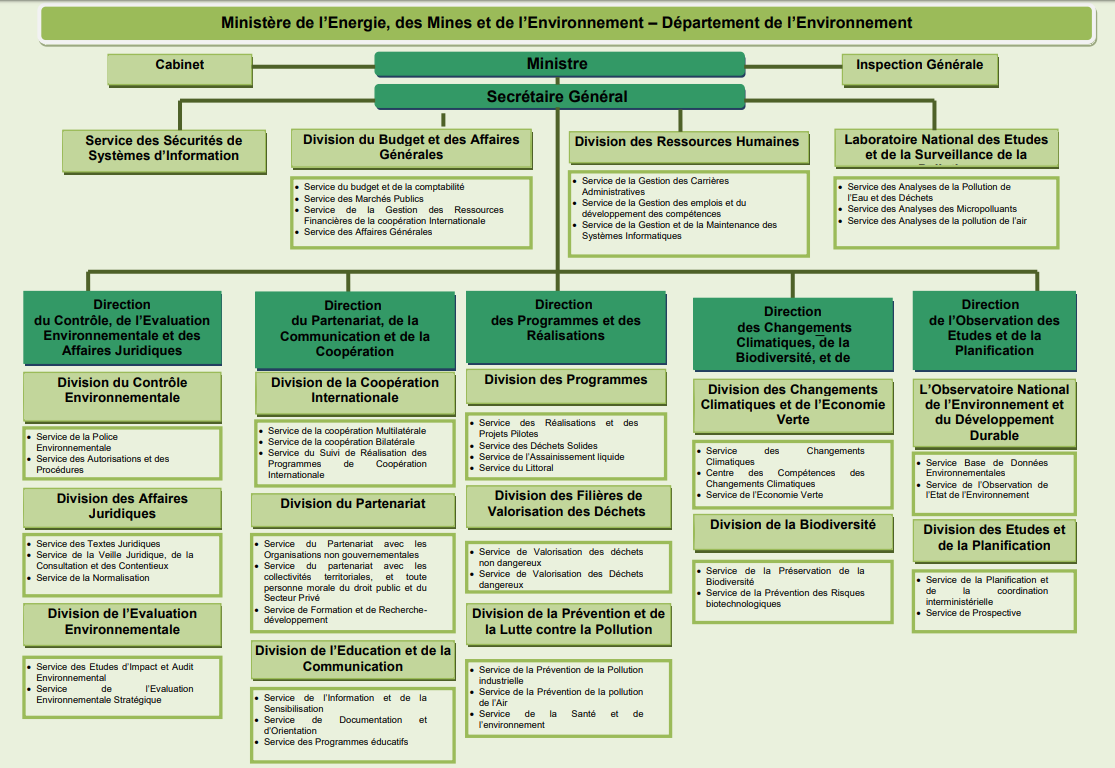 Ministère de l’Energie, des Mines et de l’Environnement – Département de l’Environnement
Cabinet
Ministre
Inspection Générale
Secrétaire Général
Service des Sécurités de
Systèmes d’Information
Division du Budget et des Affaires
Générales
• Service du budget et de la comptabilité
• Service des Marchés Publics
• Service de la Gestion des Ressources
Financières de la coopération Internationale
• Service des Affaires Générales
Division des Ressources Humaines
• Service de la Gestion des Carrières
Administratives
• Service de la Gestion des emplois et du
développement des compétences
• Service de la Gestion et de la Maintenance des
Systèmes Informatiques
Laboratoire National des Etudes
et de la Surveillance de la
• Service des Analyses de la Pollution de
l’Eau et des Déchets
• Service des Analyses des Micropolluants
• Service des Analyses de la pollution de l’air
Direction
du Contrôle, de l’Evaluation
Environnementale et des
Affaires Juridiques
Division du Contrôle
Environnementale
• Service de la Police
Environnementale
• Service des Autorisations et des
Procédures
Division des Affaires
Juridiques
• Service des Textes Juridiques
• Service de la Veille Juridique, de la
Consultation et des Contentieux
• Service de la Normalisation
Division de l’Evaluation
Environnementale
• Service des Etudes d’Impact et Audit
Environnemental
• Service de l’Evaluation
Environnementale Stratégique
Direction
du Partenariat, de la
Communication et de la
Coopération
Division de la Coopération
Internationale
• Service de la coopération Multilatérale
• Service de la coopération Bilatérale
• Service du Suivi de Réalisation des
Programmes de Coopération
Internationale
Division du Partenariat
• Service du Partenariat avec les
Organisations non gouvernementales
• Service du partenariat avec les
collectivités territoriales, et toute
personne morale du droit public et du
Secteur Privé
• Service de Formation et de Recherche-
développement
Division de l’Education et de la
Communication
• Service de l’Information et de la
Sensibilisation
• Service de Documentation et
d’Orientation
• Service des Programmes éducatifs
Direction
des Programmes et des
Réalisations
Division des Programmes
• Service des Réalisations et des
Projets Pilotes
• Service des Déchets Solides
• Service de l’Assainissement liquide
• Service du Littoral
Division des Filières de
Valorisation des Déchets
• Service de Valorisation des déchets
non dangereux
• Service de Valorisation des Déchets
dangereux
Division de la Prévention et de
la Lutte contre la Pollution
• Service de la Prévention de la Pollution
industrielle
• Service de la Prévention de la pollution
de l’Air
• Service de la Santé et de
l’environnement
Direction
des Changements
Climatiques, de la
Biodiversité, et de
Division des Changements
Climatiques et de l’Economie
Verte
• Service des Changements
Climatiques
• Centre des Compétences des
Changements Climatiques
• Service de l’Economie Verte
Division de la Biodiversité
• Service de la Préservation de la
Biodiversité
• Service de la Prévention des Risques
biotechnologiques
Direction
de l’Observation des
Etudes et de la
Planification
L’Observatoire National
de l’Environnement et
du Développement
Durable
• Service Base de Données
Environnementales
• Service de l’Observation de
l’Etat de l’Environnement
Division des Etudes et
de la Planification
• Service de la Planification et
de la coordination
interministérielle
• Service de Prospective